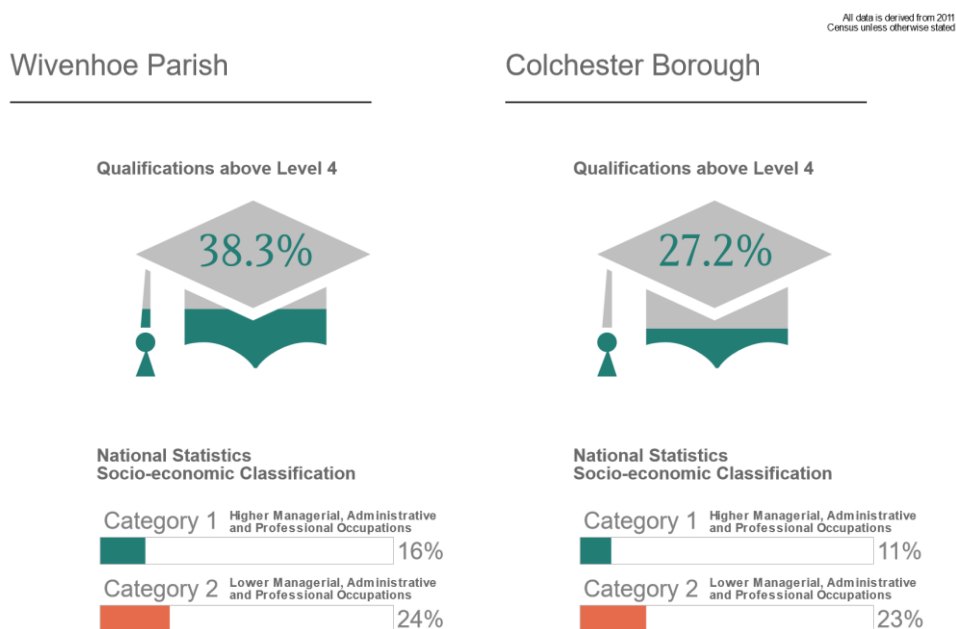 All data is derived from 2011
Census unless otherwise stated
Wivenhoe Parish
Colchester Borough
Qualifications above Level 4
38.3%
Qualifications above Level 4
27.2%
National Statistics
Socio-economic Classification
Category 1 Higher Managerial, Administrative
and Professional Occupations
16%
Category 2 Lower Managerial, Administrative
and Professional Occupations
24%
National Statistics
Socio-economic Classification
Category 1 Higher Managerial, Administrative
and Professional Occupations
11%
Category 2 Lower Managerial, Administrative
and Professional Occupations
23%